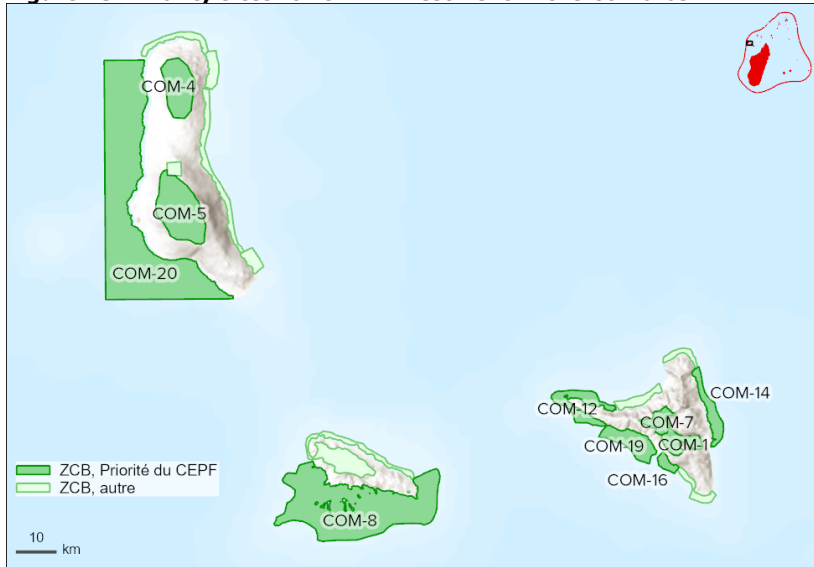 COM-4
COM-5
COM-20
COM-14
COM-12
COM-7
COM-19
COM-1
COM-16
ZCB, Priorité du CEPF
ZCB, autre
COM-8
10
km